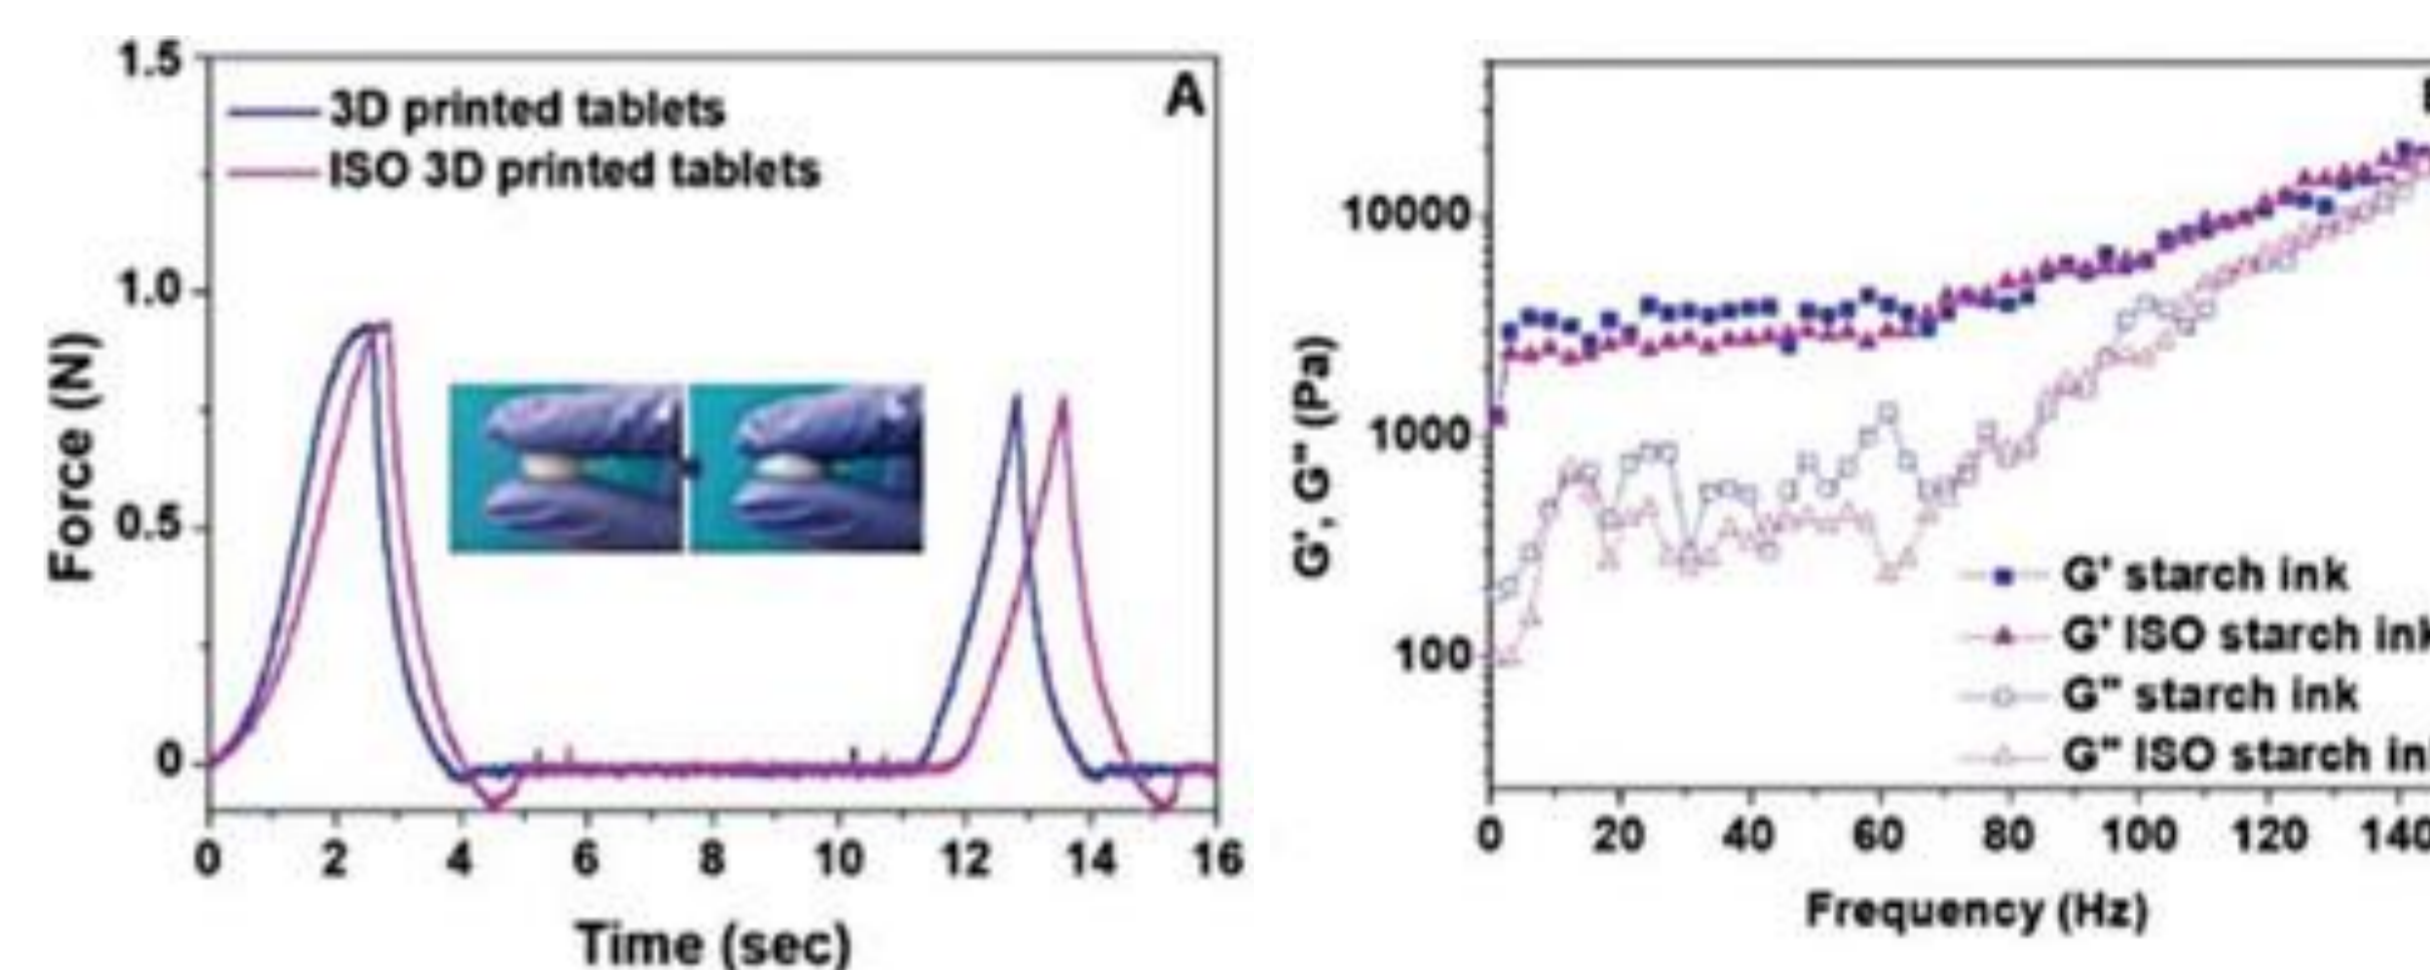 1.5
3D printed tablets
ISO 3D printed tablets
A
1.0
0.5
0
Force (N)
0 2 4 6 8 10 12 14 16
Time (sec)
10000
1000
100
G', G" (Pa)
G' starch ink
G' ISO starch ink
G" starch ink
G" ISO starch in
0 20 40 60 80 100 120 140
Frequency (Hz)